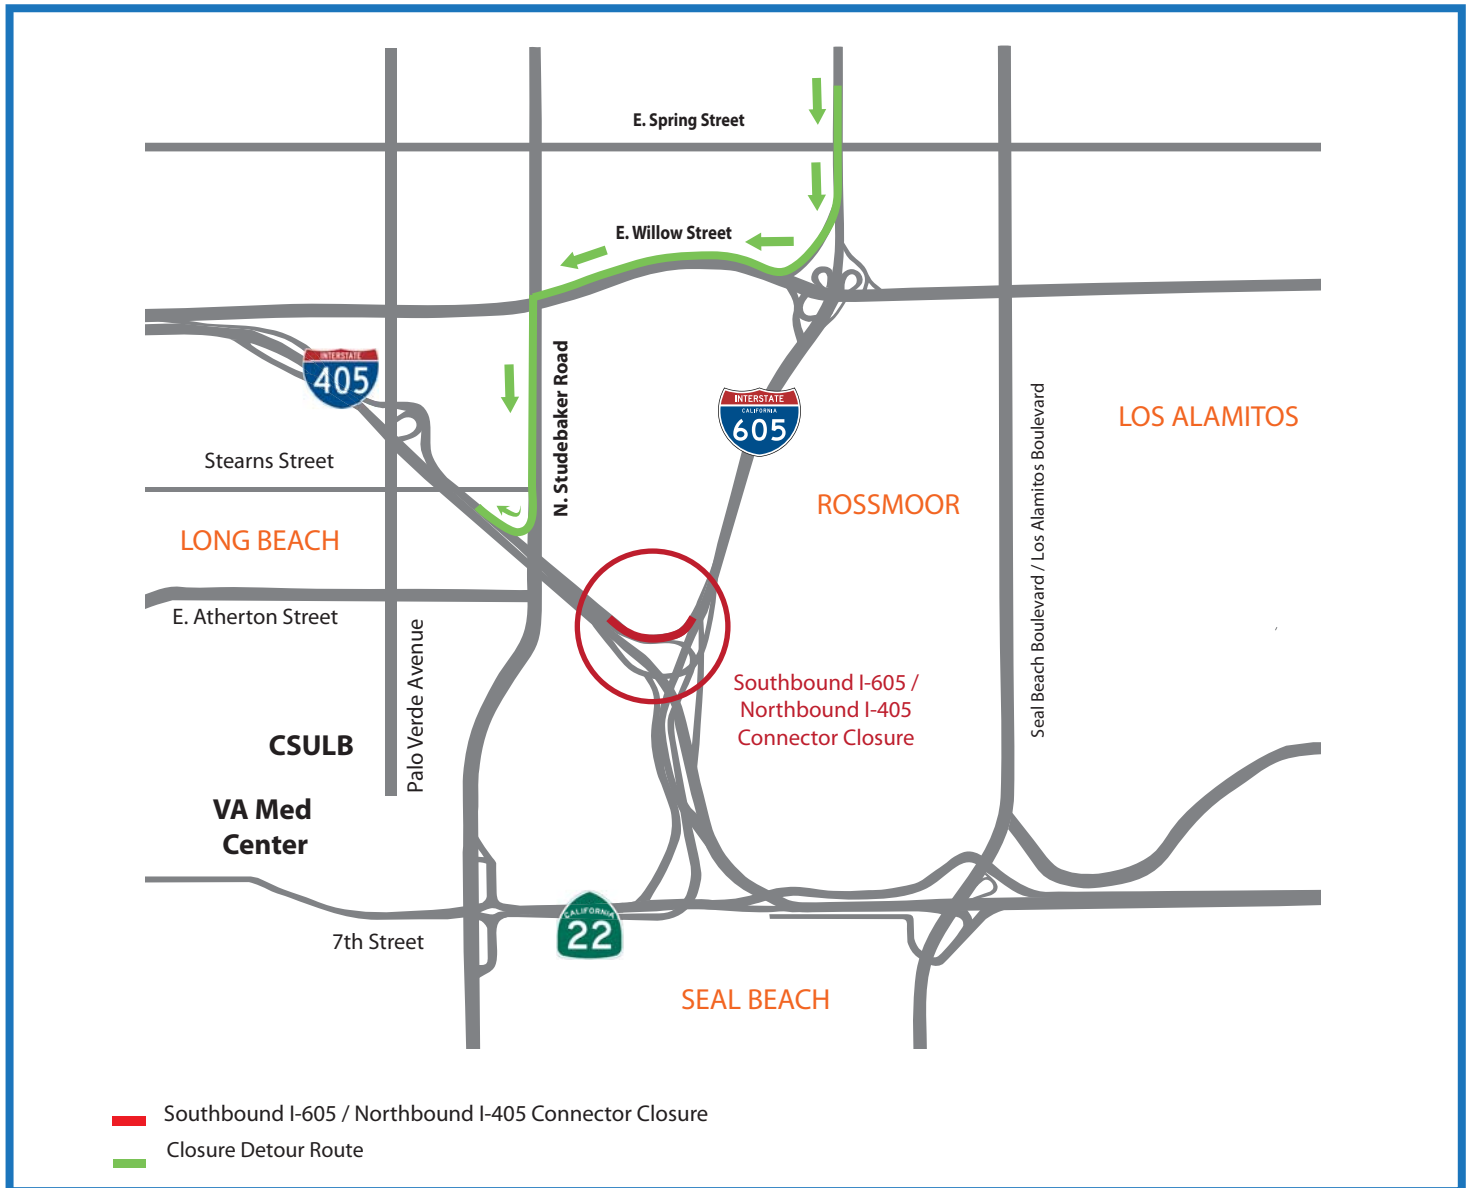 E. Spring Street
E. Willow Street
INTERSTATE
405
N. Studebaker Road
INTERSTATE
CALIFORNIA
605
Seal Beach Boulevard / Los Alamitos Boulevard
LOS ALAMITOS
Stearns Street
ROSSMOOR
LONG BEACH
E. Atherton Street
Palo Verde Avenue
Southbound I-605 /
Northbound I-405
Connector Closure
CSULB
VA Med
Center
CALIFORNIA
22
7th Street
SEAL BEACH
Southbound I-605 / Northbound I-405 Connector Closure
Closure Detour Route